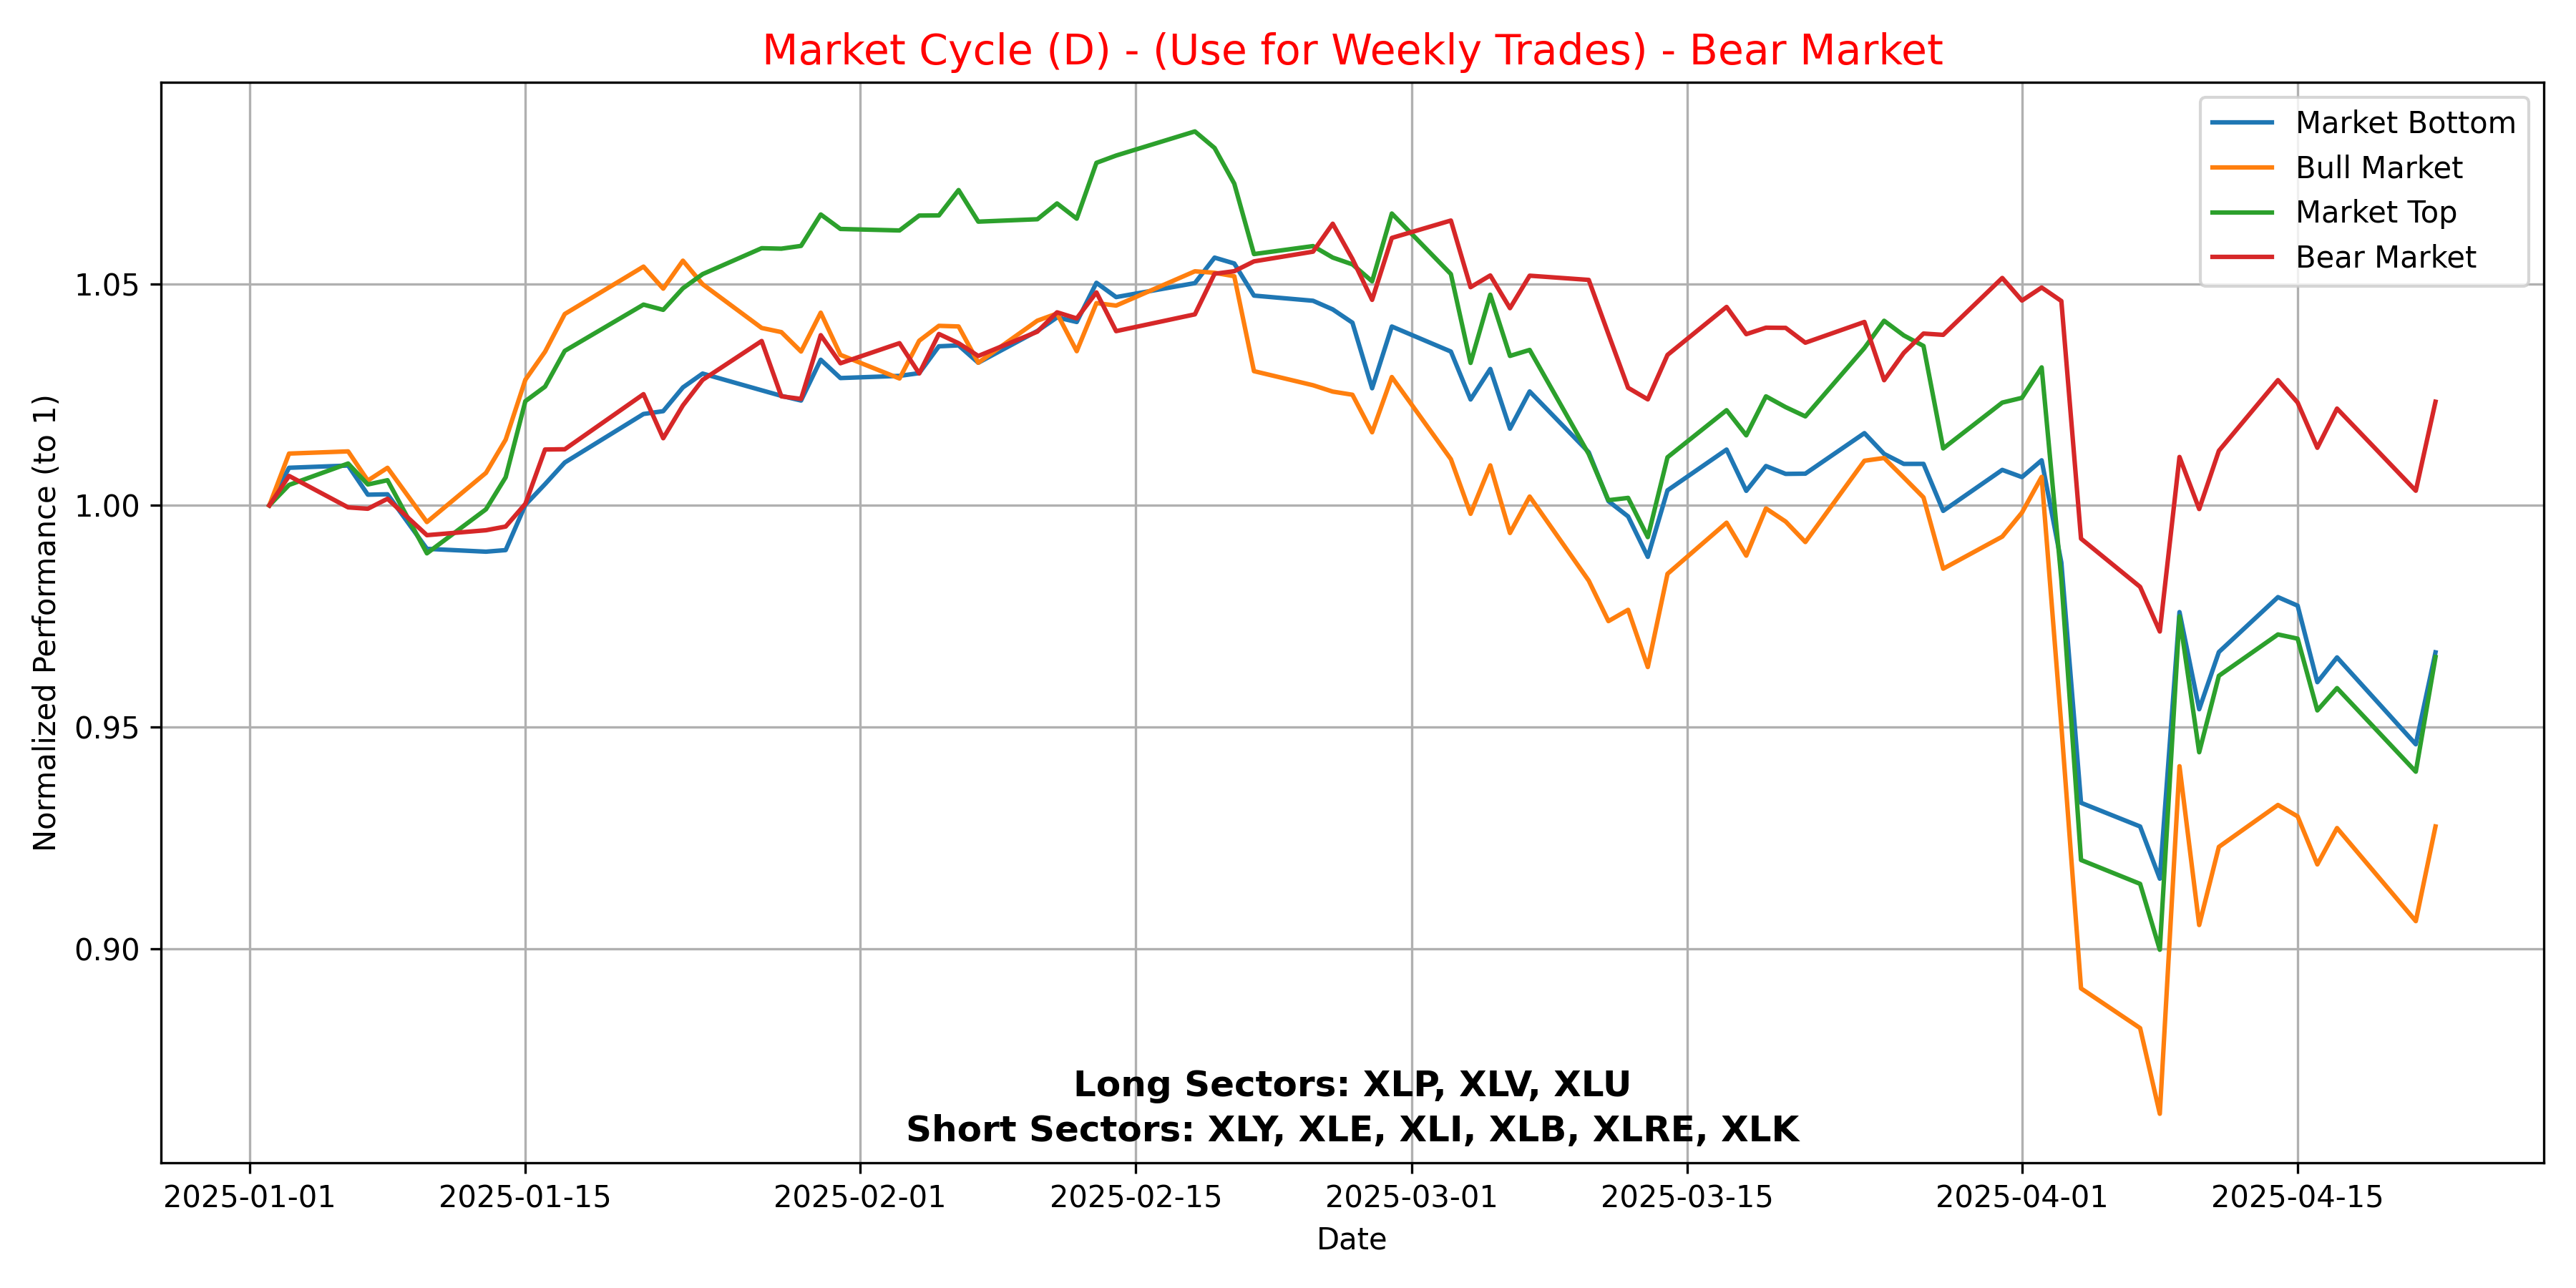 Market Cycle (D) - (Use for Weekly Trades) - Bear Market
Market Bottom
Bull Market
Market Top
Bear Market
Normalized Performance (to 1)
1.05
1.00
0.95
0.90
Long Sectors: XLP, XLV, XLU
Short Sectors: XLY, XLE, XLI, XLB, XLRE, XLK
2025-01-01 2025-01-15 2025-02-01 2025-02-15 2025-03-01 2025-03-15 2025-04-01 2025-04-15
Date